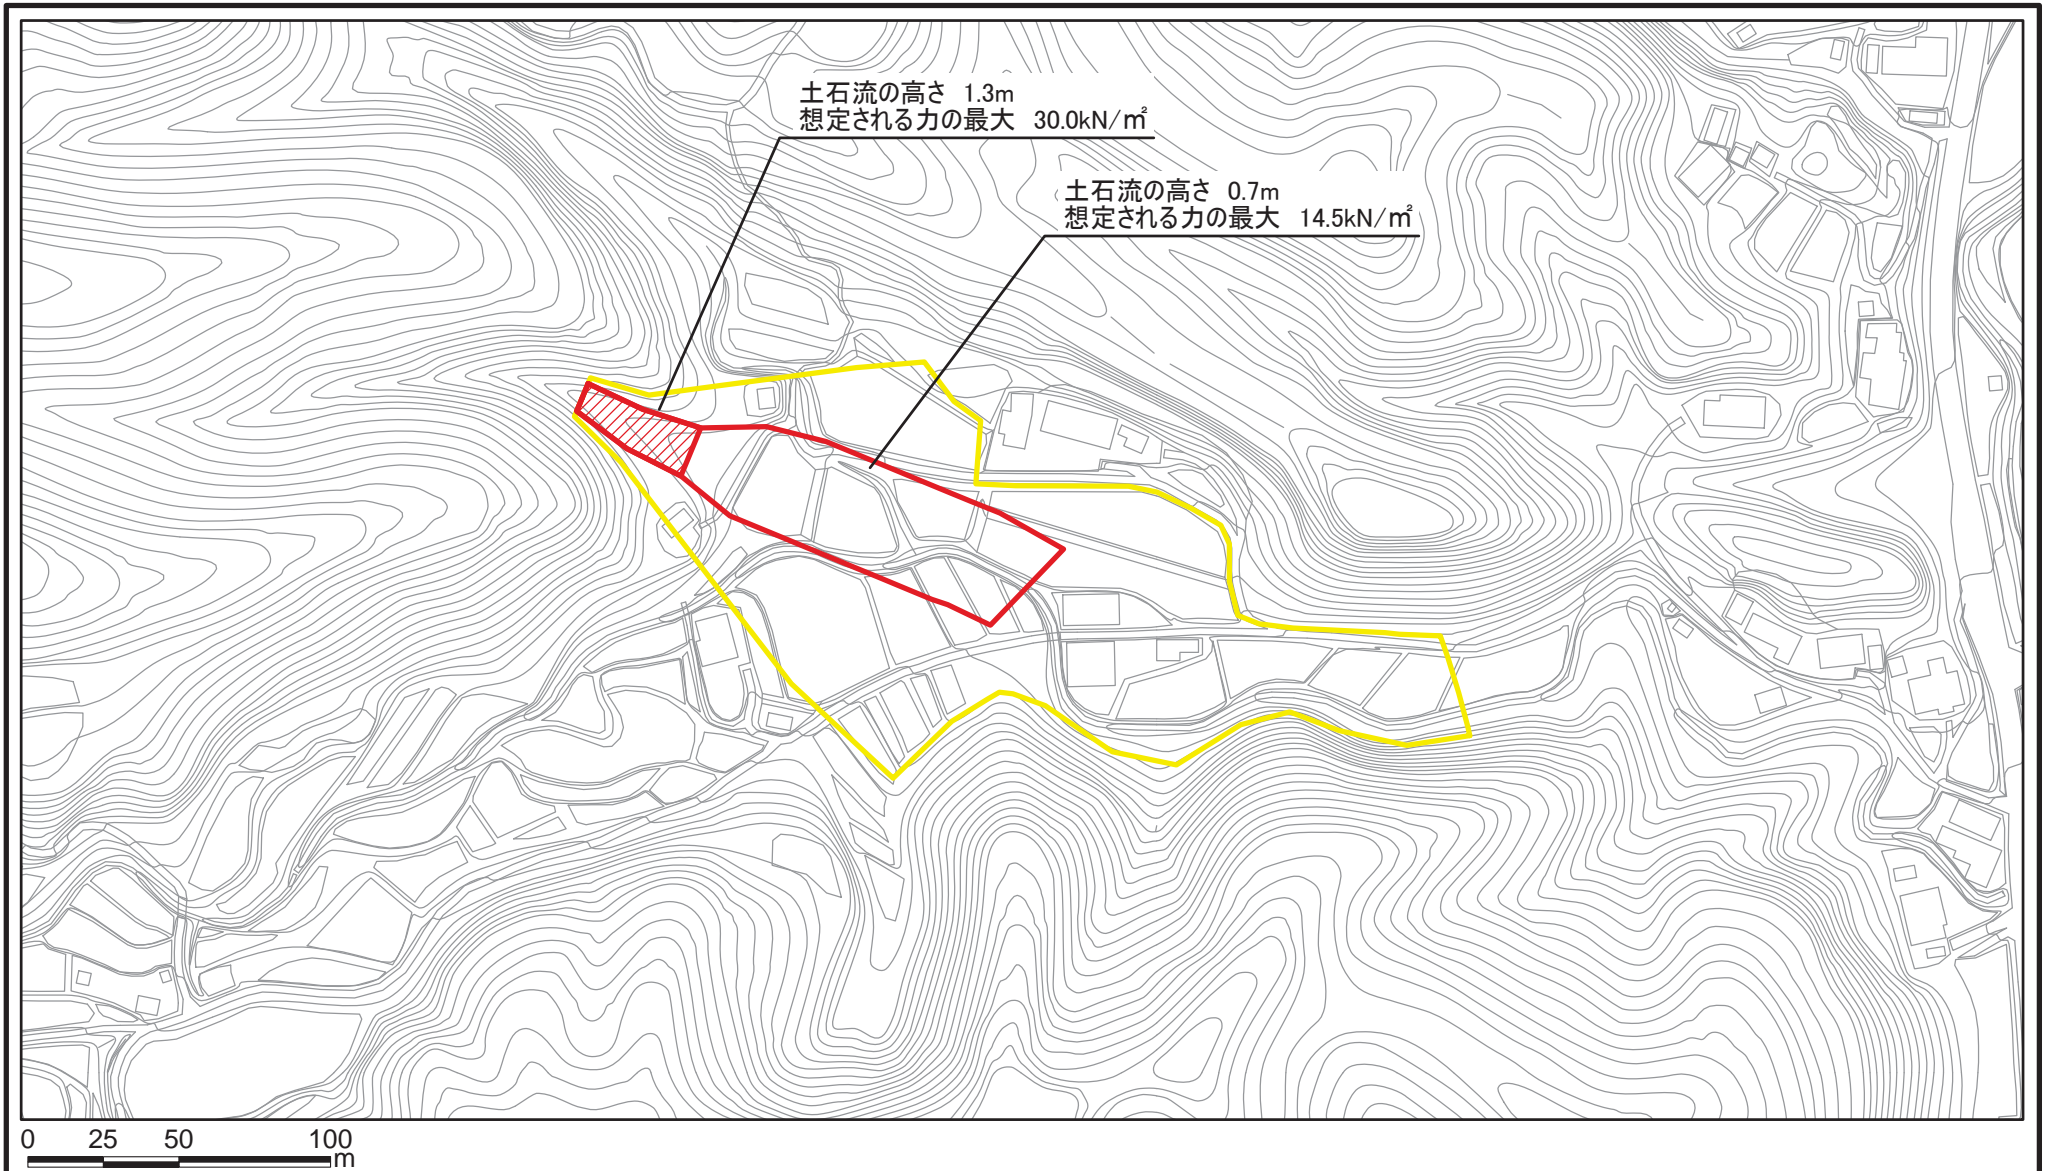 土石流の高さ 1.3m
想定される力の最大 30.0kN/㎡
土石流の高さ 0.7m
想定される力の最大 14.5kN/㎡
0 25 50 100
m